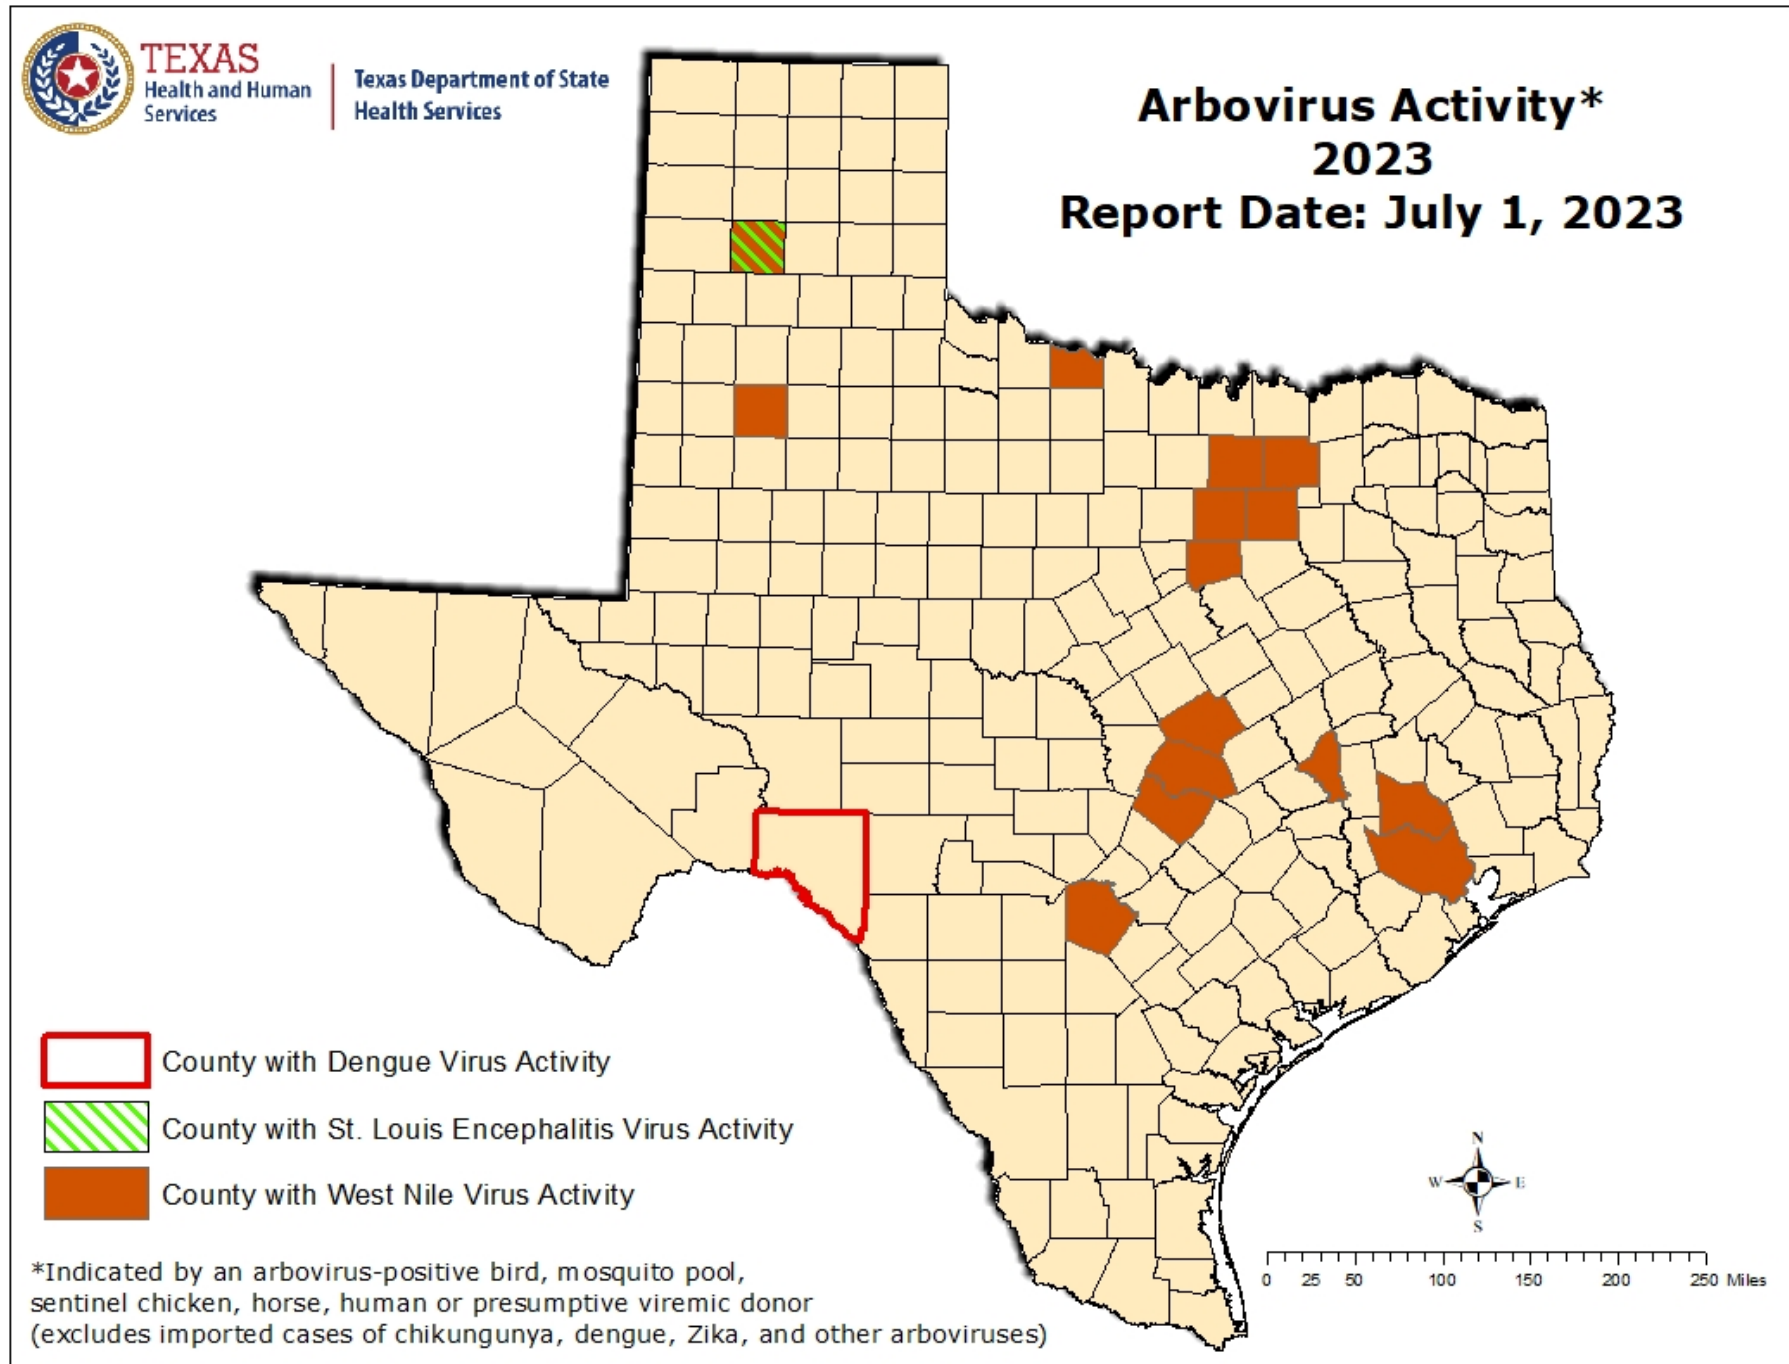 TEXAS
Health and Human
Services
Texas Department of State
Health Services
Arbovirus Activity*
2023
Report Date: July 1, 2023
County with Dengue Virus Activity
County with St. Louis Encephalitis Virus Activity
County with West Nile Virus Activity
*Indicated by an arbovirus-positive bird, mosquito pool,
sentinel chicken, horse, human or presumptive viremic donor
(excludes imported cases of chikungunya, dengue, Zika, and other arboviruses)
N
W E
S
0 25 50 100 150 200 250 Miles